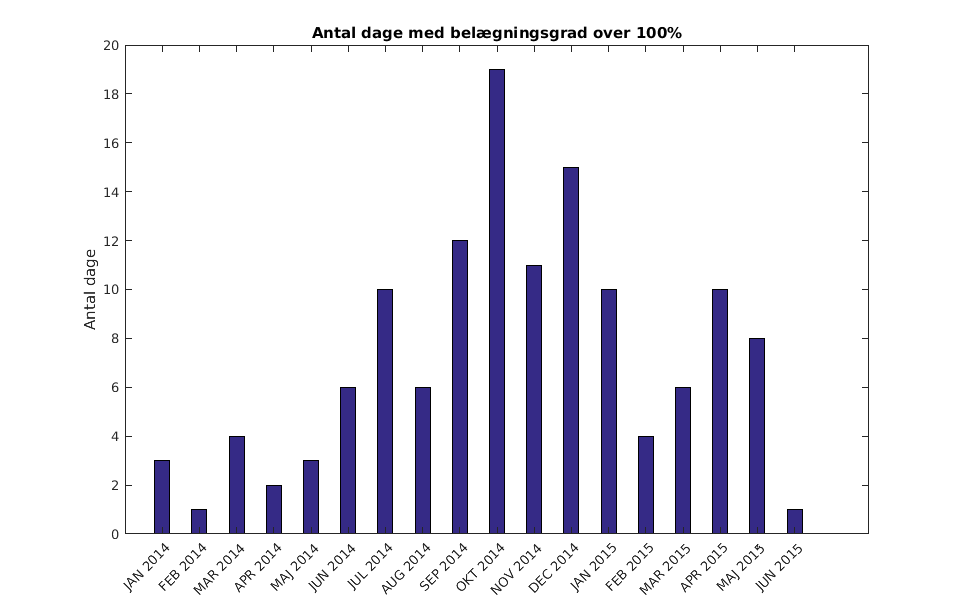 Antal dage med belægningsgrad over 100%
20
18
16
14
12
10
8
6
4
2
0
Antal dage
JAN 2014
FEB 2014
MAR 2014
APR 2014
MAJ 2014
JUN 2014
JUL 2014
AUG 2014
SEP 2014
OKT 2014
NOV 2014
DEC 2014
JAN 2015
FEB 2015
MAR 2015
APR 2015
MAJ 2015
JUN 2015